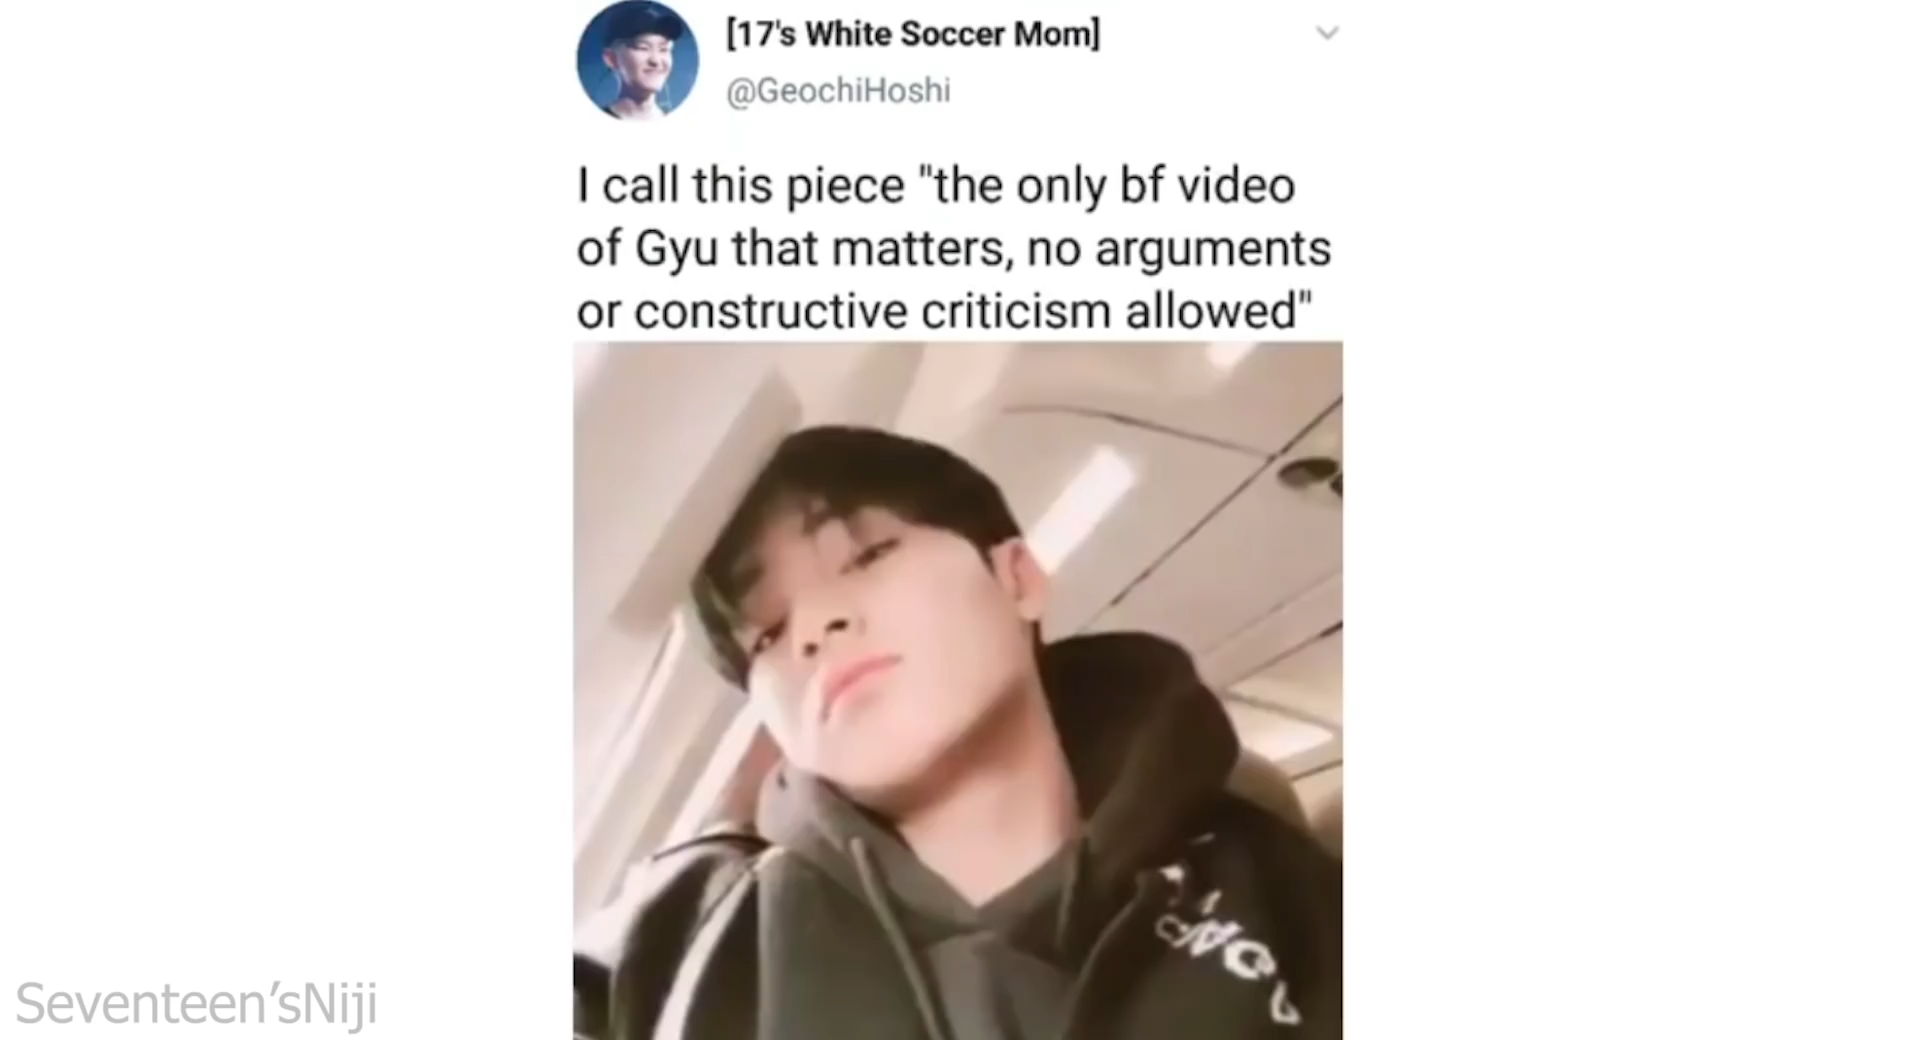 [17's White Soccer Mom]
@GeochiHoshi
I call this piece "the only bf video
of Gyu that matters, no arguments
or constructive criticism allowed"
Seventeen'sNiji